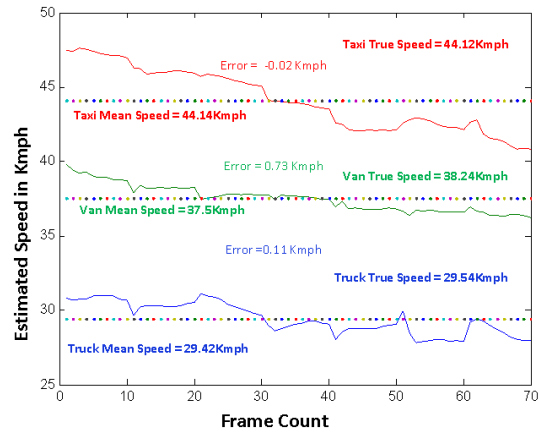 50
Taxi True Speed = 44.12Kmph
Error = -0.02 Kmph
45
Taxi Mean Speed = 44.14Kmph
40
Error = 0.73 Kmph
Van True Speed = 38.24Kmph
Van Mean Speed = 37.5Kmph
35
Error =0.11 Kmph
Truck True Speed = 29.54Kmph
30
Truck Mean Speed = 29.42Kmph
25
0 10 20 30 40 50 60 70
Frame Count
Estimated Speed in Kmph